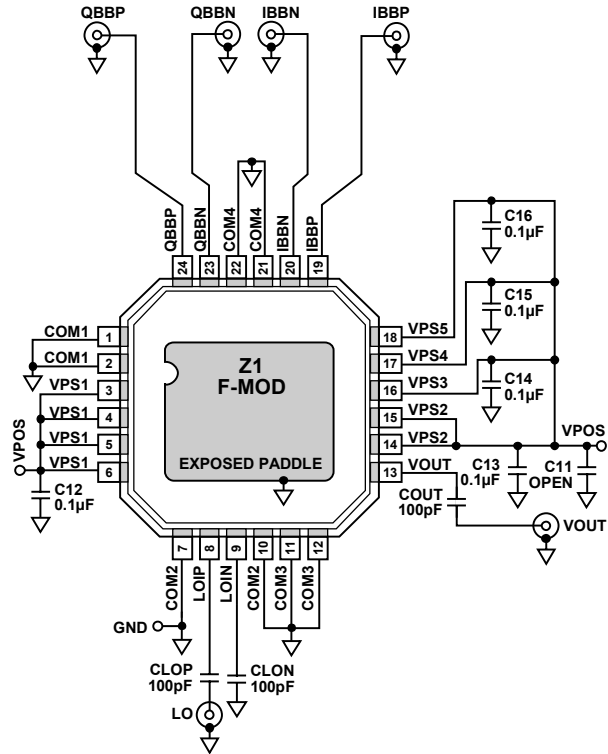 QBBP
QBBN
IBBN
IBBP
QBBP
QBBN
COM4
COM4
IBBN
IBBP
24
23
22
21
20
19
C16
0.1µF
C15
0.1µF
C14
0.1µF
COM1
1
COM1
2
VPS1
3
VPS1
4
VPS1
5
VPS1
6
VPOS
C12
0.1µF
Z1
F-MOD
EXPOSED PADDLE
18
VPS5
17
VPS4
16
VPS3
15
VPS2
14
VPS2
13
VOUT
VPOS
C13
0.1µF
C11
OPEN
COUT
100pF
VOUT
7
8
9
10
11
12
COM2
LOIP
LOIN
COM2
COM3
COM3
GND
CLOP
100pF
CLON
100pF
LO